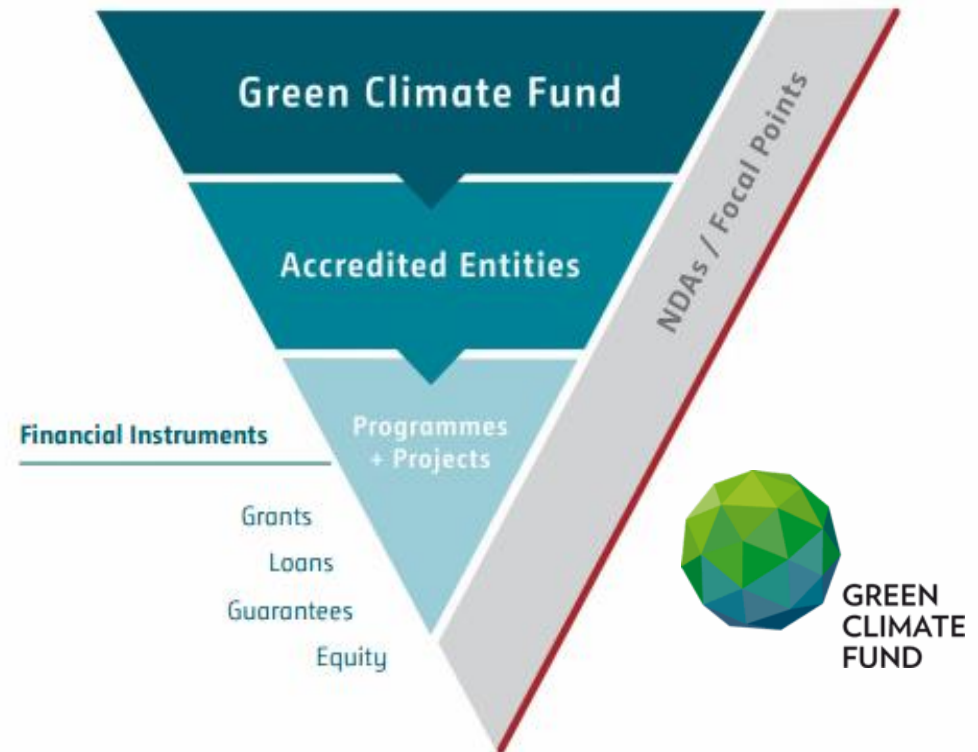 Green Climate Fund
NDAs / Focal Points
Accredited Entities
Programmes
+ Projects
Financial Instruments
Grants
Loans
Guarantees
Equity
GREEN
CLIMATE
FUND